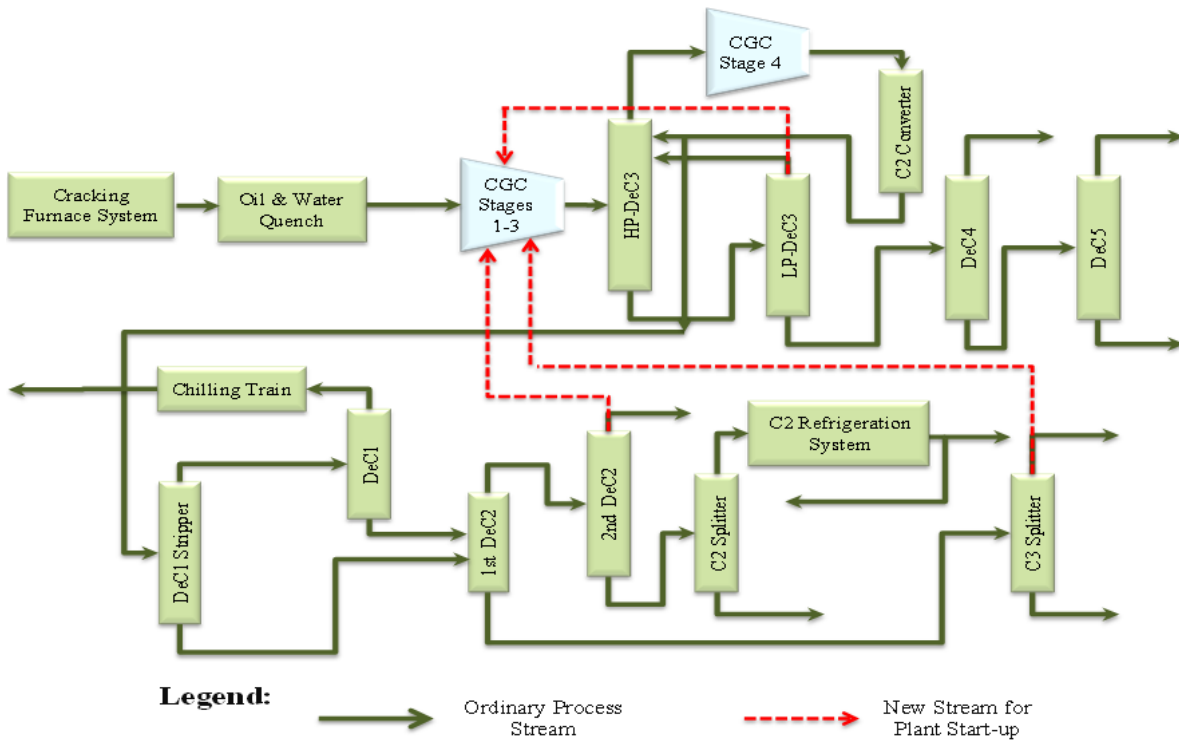 CGC
Stage 4
C2 Converter
Cracking
Furnace System
Oil & Water
Quench
CGC
Stages
1-3
HP-DeC3
LP-DeC3
DeC4
DeC5
Chilling Train
DeC1
DeC1 Stripper
1st DeC2
2nd DeC2
C2 Splitter
C2 Refrigeration
System
C3 Splitter
Legend:
Ordinary Process
Stream
New Stream for
Plant Start-up